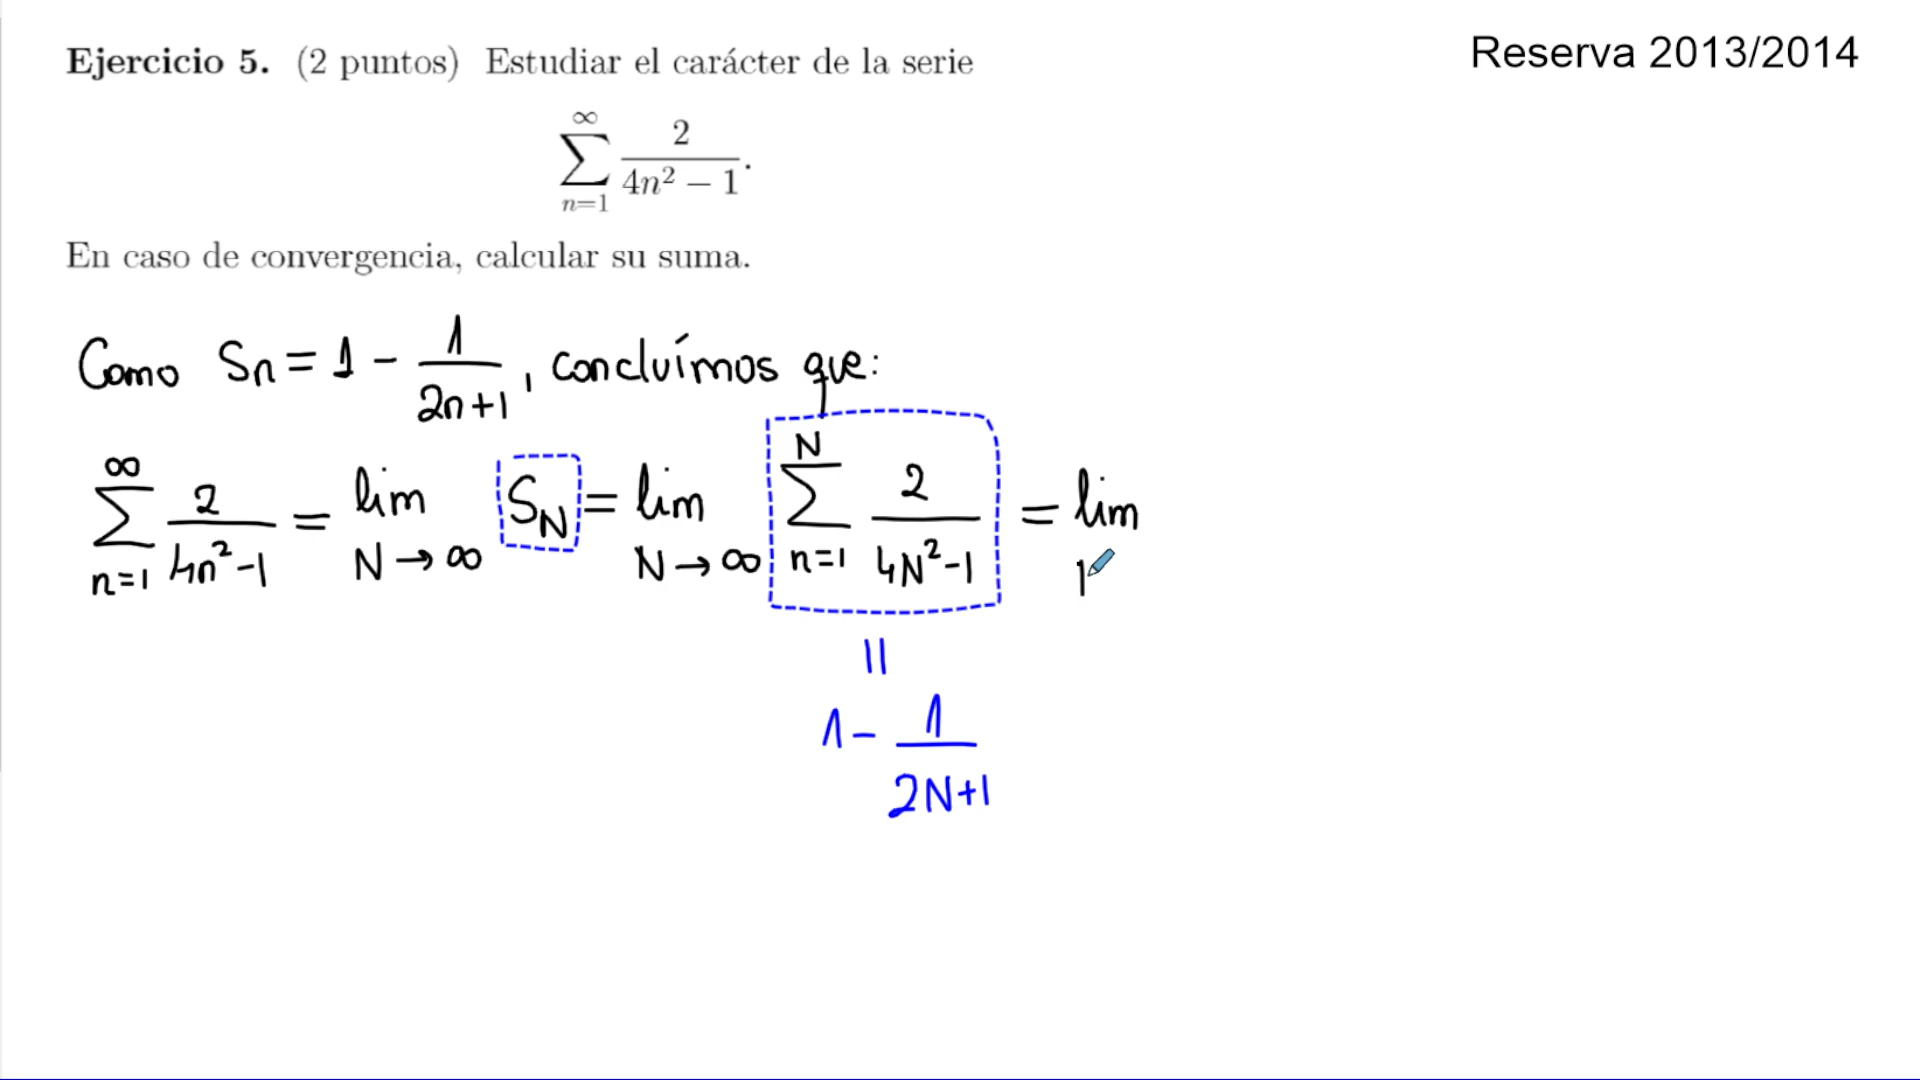 Ejercicio 5. (2 puntos) Estudiar el carácter de la serie
Reserva 2013/2014
∞
∑ 2/(4n² − 1).
n=1
En caso de convergencia, calcular su suma.
Como Sn = 1 − 1/(2n+1), concluímos que:
∞ ∑ n=1 2/(4n²−1) = lim N→∞ S_N = lim N→∞ N ∑ n=1 2/(4N²−1) = lim
||
1 − 1/(2N+1)